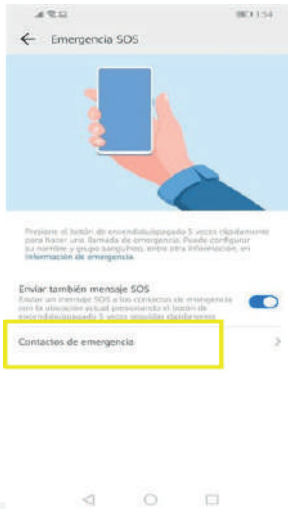 1:54
Emergencia SOS
Presione el botón de encendido/apagado 5 veces rápidamente
para hacer una llamada de emergencia. Puede configurar
su nombre y grupo sanguíneo, entre otra información, en
información de emergencia.
Enviar también mensaje SOS
Enviar un mensaje SOS a los contactos de emergencia
con la ubicación actual presionando el botón de
encendido/apagado 5 veces seguidas rápidamente
Contactos de emergencia